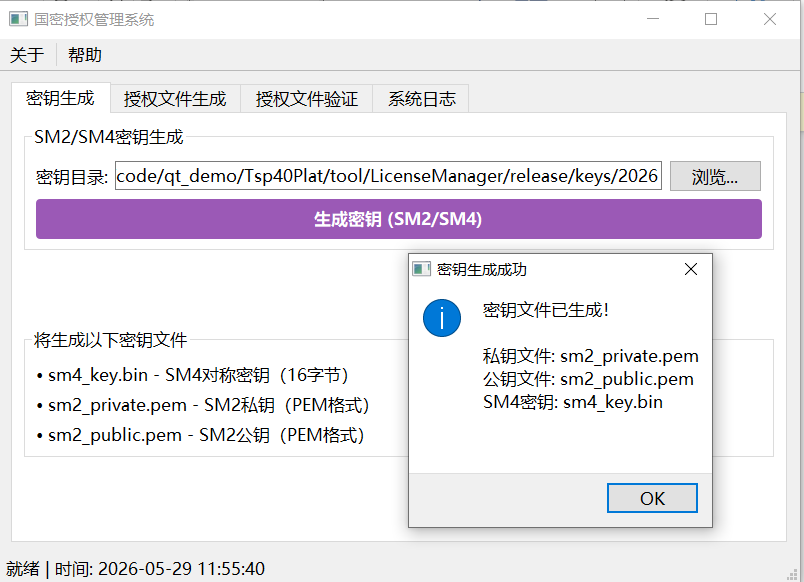 国密授权管理系统
关于 帮助
密钥生成 授权文件生成 授权文件验证 系统日志
SM2/SM4密钥生成
密钥目录: code/qt_demo/Tsp40Plat/tool/LicenseManager/release/keys/2026 浏览...
生成密钥 (SM2/SM4)
将生成以下密钥文件
• sm4_key.bin - SM4对称密钥（16字节）
• sm2_private.pem - SM2私钥（PEM格式）
• sm2_public.pem - SM2公钥（PEM格式）
密钥生成成功
密钥文件已生成！
私钥文件: sm2_private.pem
公钥文件: sm2_public.pem
SM4密钥: sm4_key.bin
OK
就绪 | 时间: 2026-05-29 11:55:40